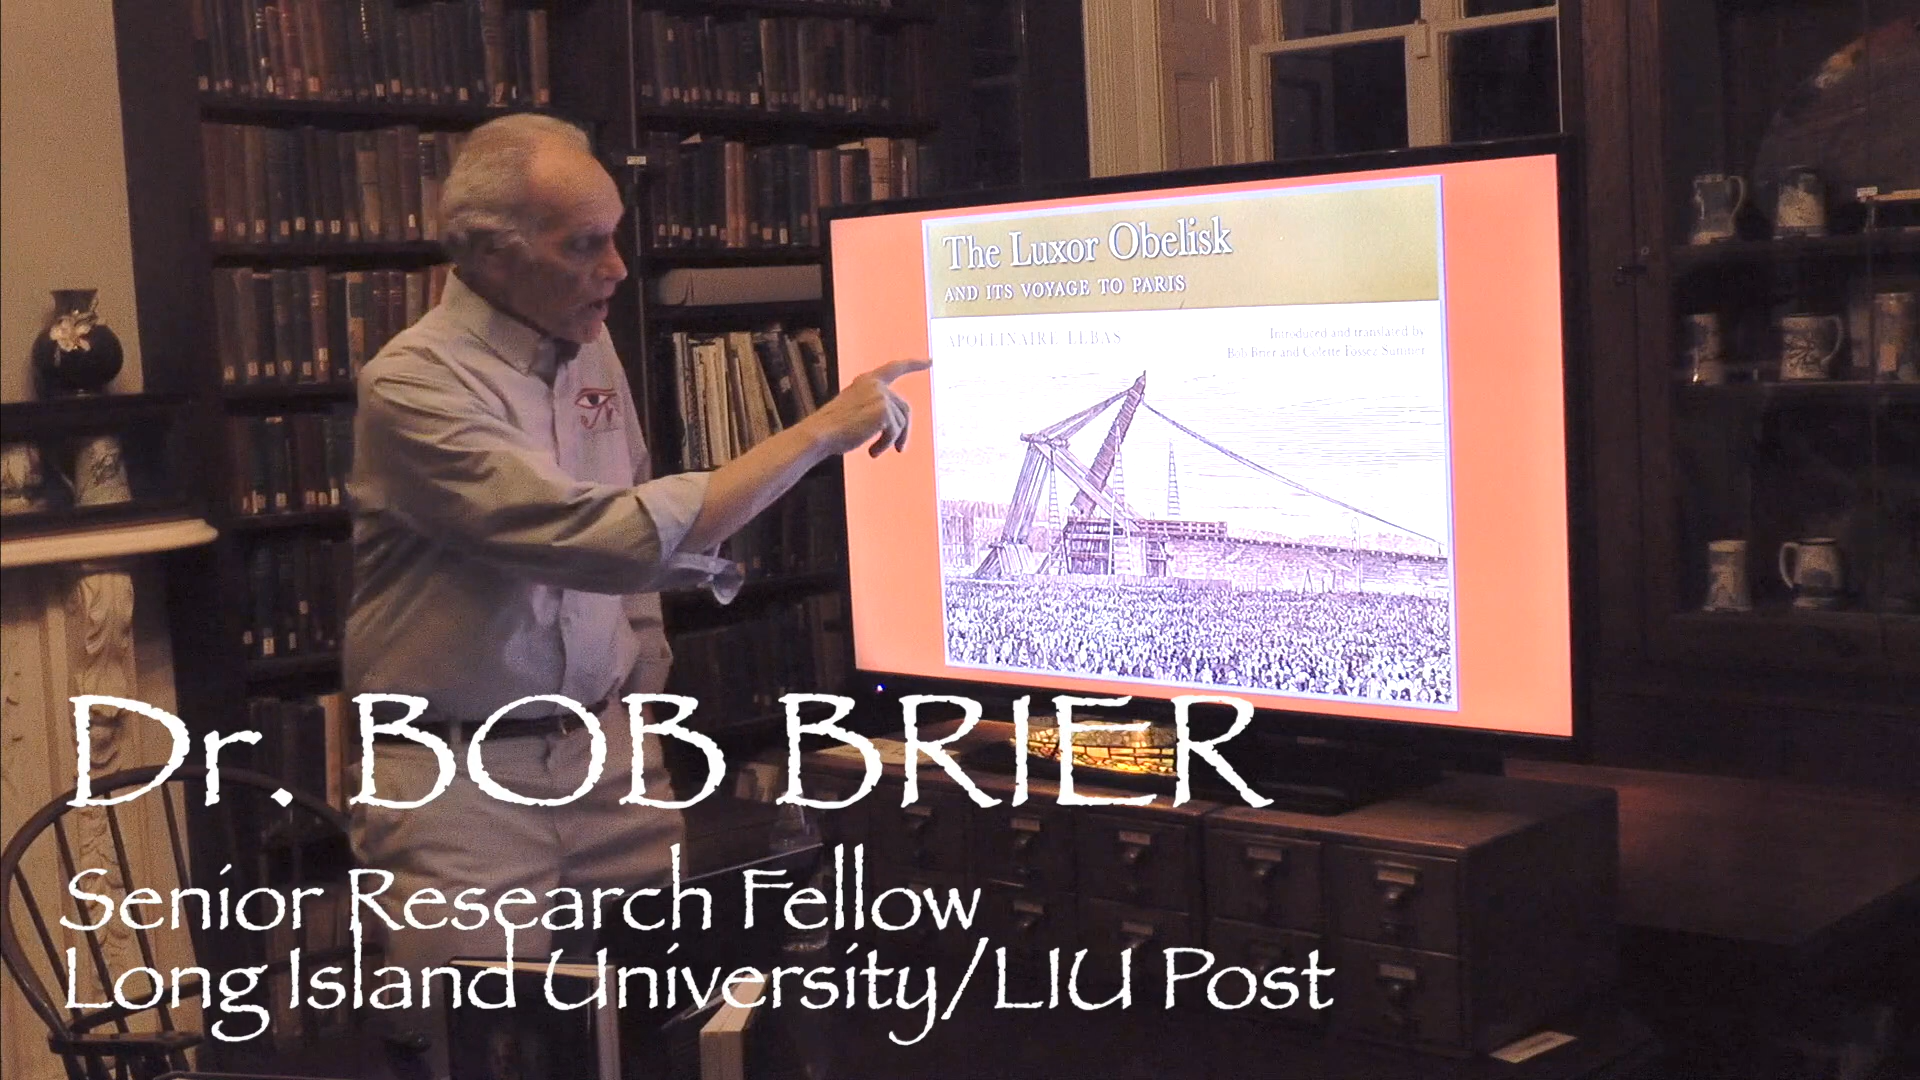 The Luxor Obelisk
AND ITS VOYAGE TO PARIS
APOLLINAIRE LEBAS
Introduced and translated by
Bob Brier and Colette Fossez Sumner
Dr. BOB BRIER
Senior Research Fellow
Long Island University/LIU Post